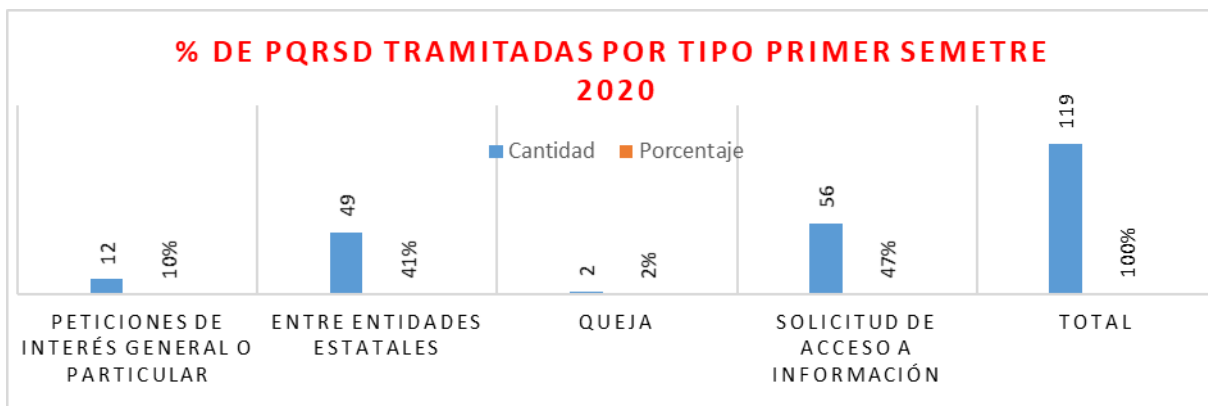 % DE PQRSD TRAMITADAS POR TIPO PRIMER SEMETRE
2020
Cantidad Porcentaje
12 10% 49 41% 2 2% 56 47% 119 100%
PETICIONES DE
INTERÉS GENERAL O
PARTICULAR
ENTRE ENTIDADES
ESTATALES
QUEJA
SOLICITUD DE
ACCESO A
INFORMACIÓN
TOTAL